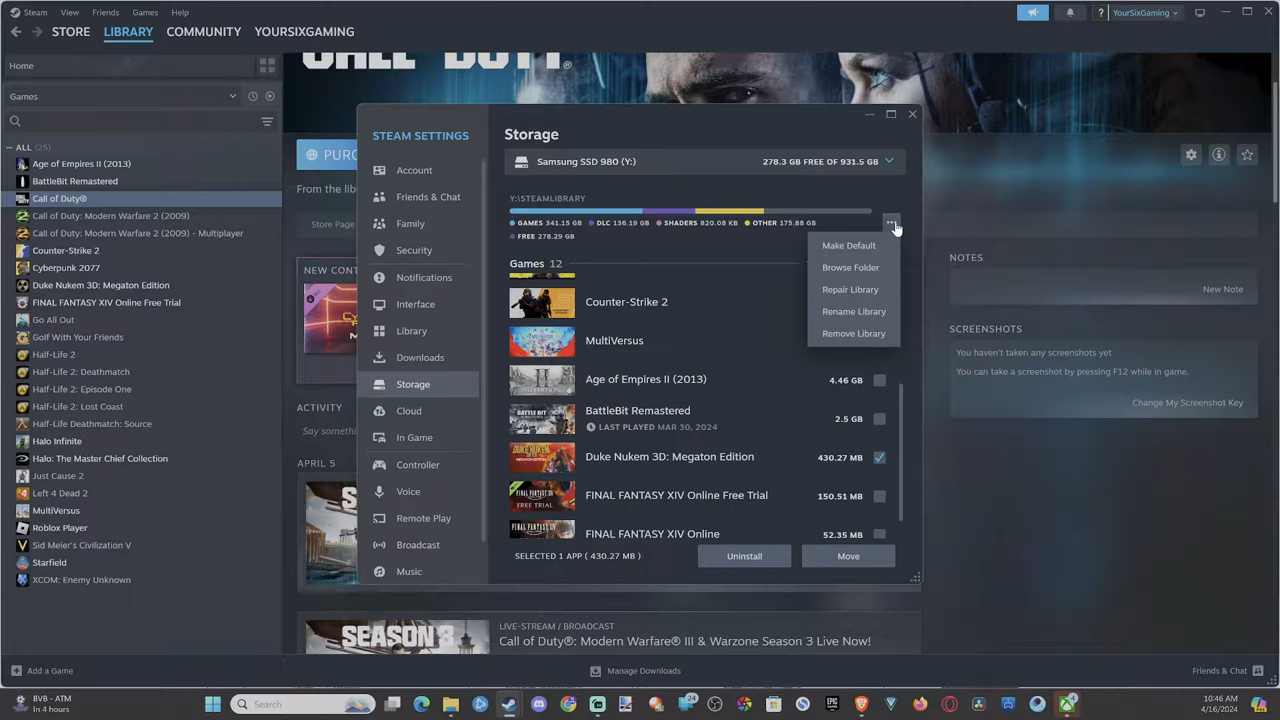 Steam View Friends Games Help
YourSixGaming
STORE LIBRARY COMMUNITY YOURSIXGAMING
CALL OF DUTY®
Home
Games
ALL (25)
Age of Empires II (2013)
BattleBit Remastered
Call of Duty®
Call of Duty: Modern Warfare 2 (2009)
Call of Duty: Modern Warfare 2 (2009) - Multiplayer
Counter-Strike 2
Cyberpunk 2077
Duke Nukem 3D: Megaton Edition
FINAL FANTASY XIV Online Free Trial
Go All Out
Golf With Your Friends
Half-Life 2
Half-Life 2: Deathmatch
Half-Life 2: Episode One
Half-Life 2: Lost Coast
Half-Life Deathmatch: Source
Halo Infinite
Halo: The Master Chief Collection
Just Cause 2
Left 4 Dead 2
MultiVersus
Roblox Player
Sid Meier's Civilization V
Starfield
XCOM: Enemy Unknown
Add a Game
PURC
From the lib
Store Page
NEW CONT
ACTIVITY
Say somethi
APRIL 5
STEAM SETTINGS
Account
Friends & Chat
Family
Security
Notifications
Interface
Library
Downloads
Storage
Cloud
In Game
Controller
Voice
Remote Play
Broadcast
Music
Storage
Samsung SSD 980 (Y:) 278.3 GB FREE OF 931.5 GB
Y:\STEAMLIBRARY
GAMES 341.15 GB DLC 136.19 GB SHADERS 820.08 KB OTHER 175.88 GB
FREE 278.29 GB
Games 12
Make Default
Browse Folder
Repair Library
Rename Library
Remove Library
Counter-Strike 2
MultiVersus
Age of Empires II (2013) 4.46 GB
BattleBit Remastered 2.5 GB
LAST PLAYED MAR 30, 2024
Duke Nukem 3D: Megaton Edition 430.27 MB
FINAL FANTASY XIV Online Free Trial 150.51 MB
FINAL FANTASY XIV Online 52.35 MB
SELECTED 1 APP ( 430.27 MB ) Uninstall Move
NOTES
New Note
SCREENSHOTS
You haven't taken any screenshots yet
You can take a screenshot by pressing F12 while in game.
Change My Screenshot Key
SEASON 3
LIVE-STREAM / BROADCAST
Call of Duty®: Modern Warfare® III & Warzone Season 3 Live Now!
Manage Downloads
Friends & Chat
BVB - ATM
In 4 hours
Search
24
EPIC
4
10:46 AM
4/16/2024